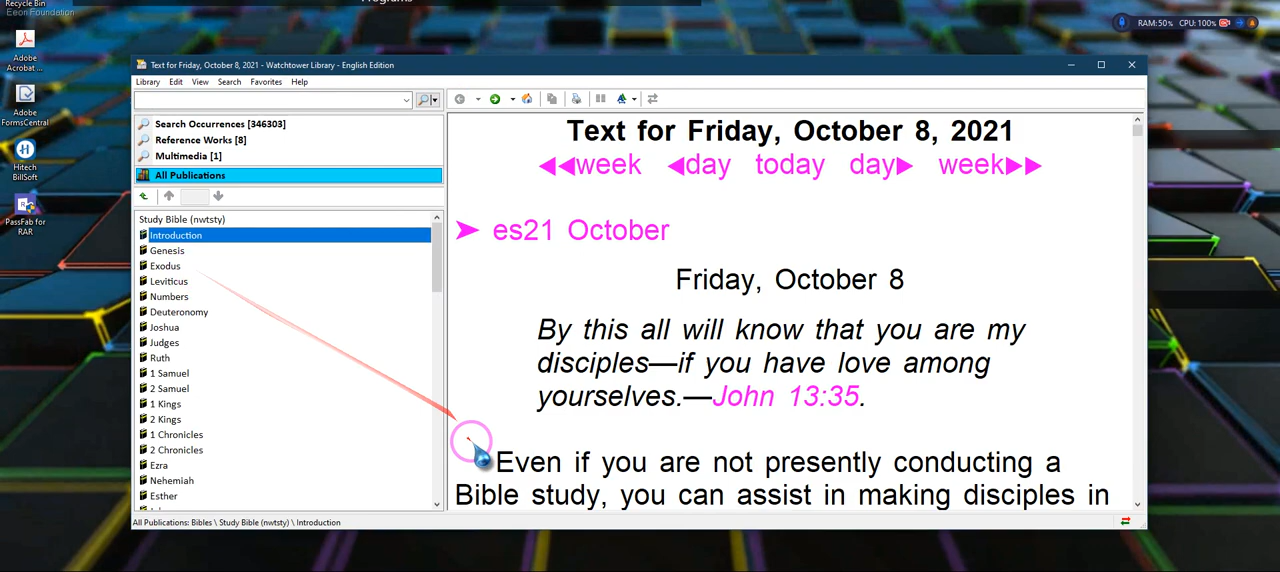 Recycle Bin
Eeon Foundation
Adobe
Acrobat ...
Adobe
FormsCentral
Hitech
BillSoft
PassFab for
RAR
RAM:50% CPU:100%
Text for Friday, October 8, 2021 - Watchtower Library - English Edition
Library Edit View Search Favorites Help
Search Occurrences [346303]
Reference Works [8]
Multimedia [1]
All Publications
Study Bible (nwtsty)
Introduction
Genesis
Exodus
Leviticus
Numbers
Deuteronomy
Joshua
Judges
Ruth
1 Samuel
2 Samuel
1 Kings
2 Kings
1 Chronicles
2 Chronicles
Ezra
Nehemiah
Esther
Text for Friday, October 8, 2021
◀◀week ◀day today day▶ week▶▶
➤ es21 October
Friday, October 8
By this all will know that you are my
disciples—if you have love among
yourselves.—John 13:35.
Even if you are not presently conducting a
Bible study, you can assist in making disciples in
All Publications: Bibles \ Study Bible (nwtsty) \ Introduction